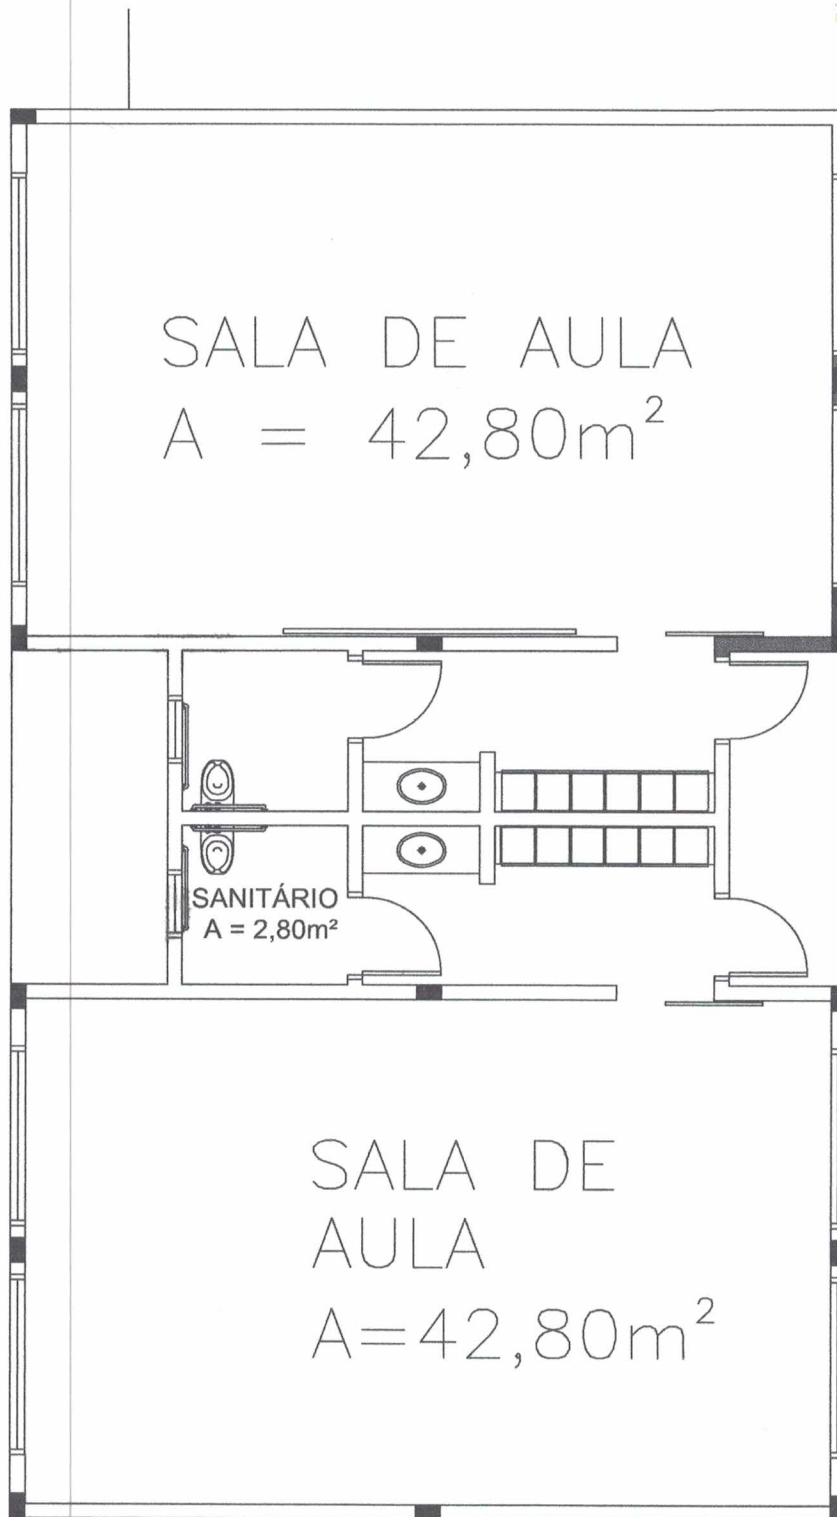 SALA DE AULA
A = 42,80m²
SANITÁRIO
A = 2,80m²
SALA DE
AULA
A=42,80m²